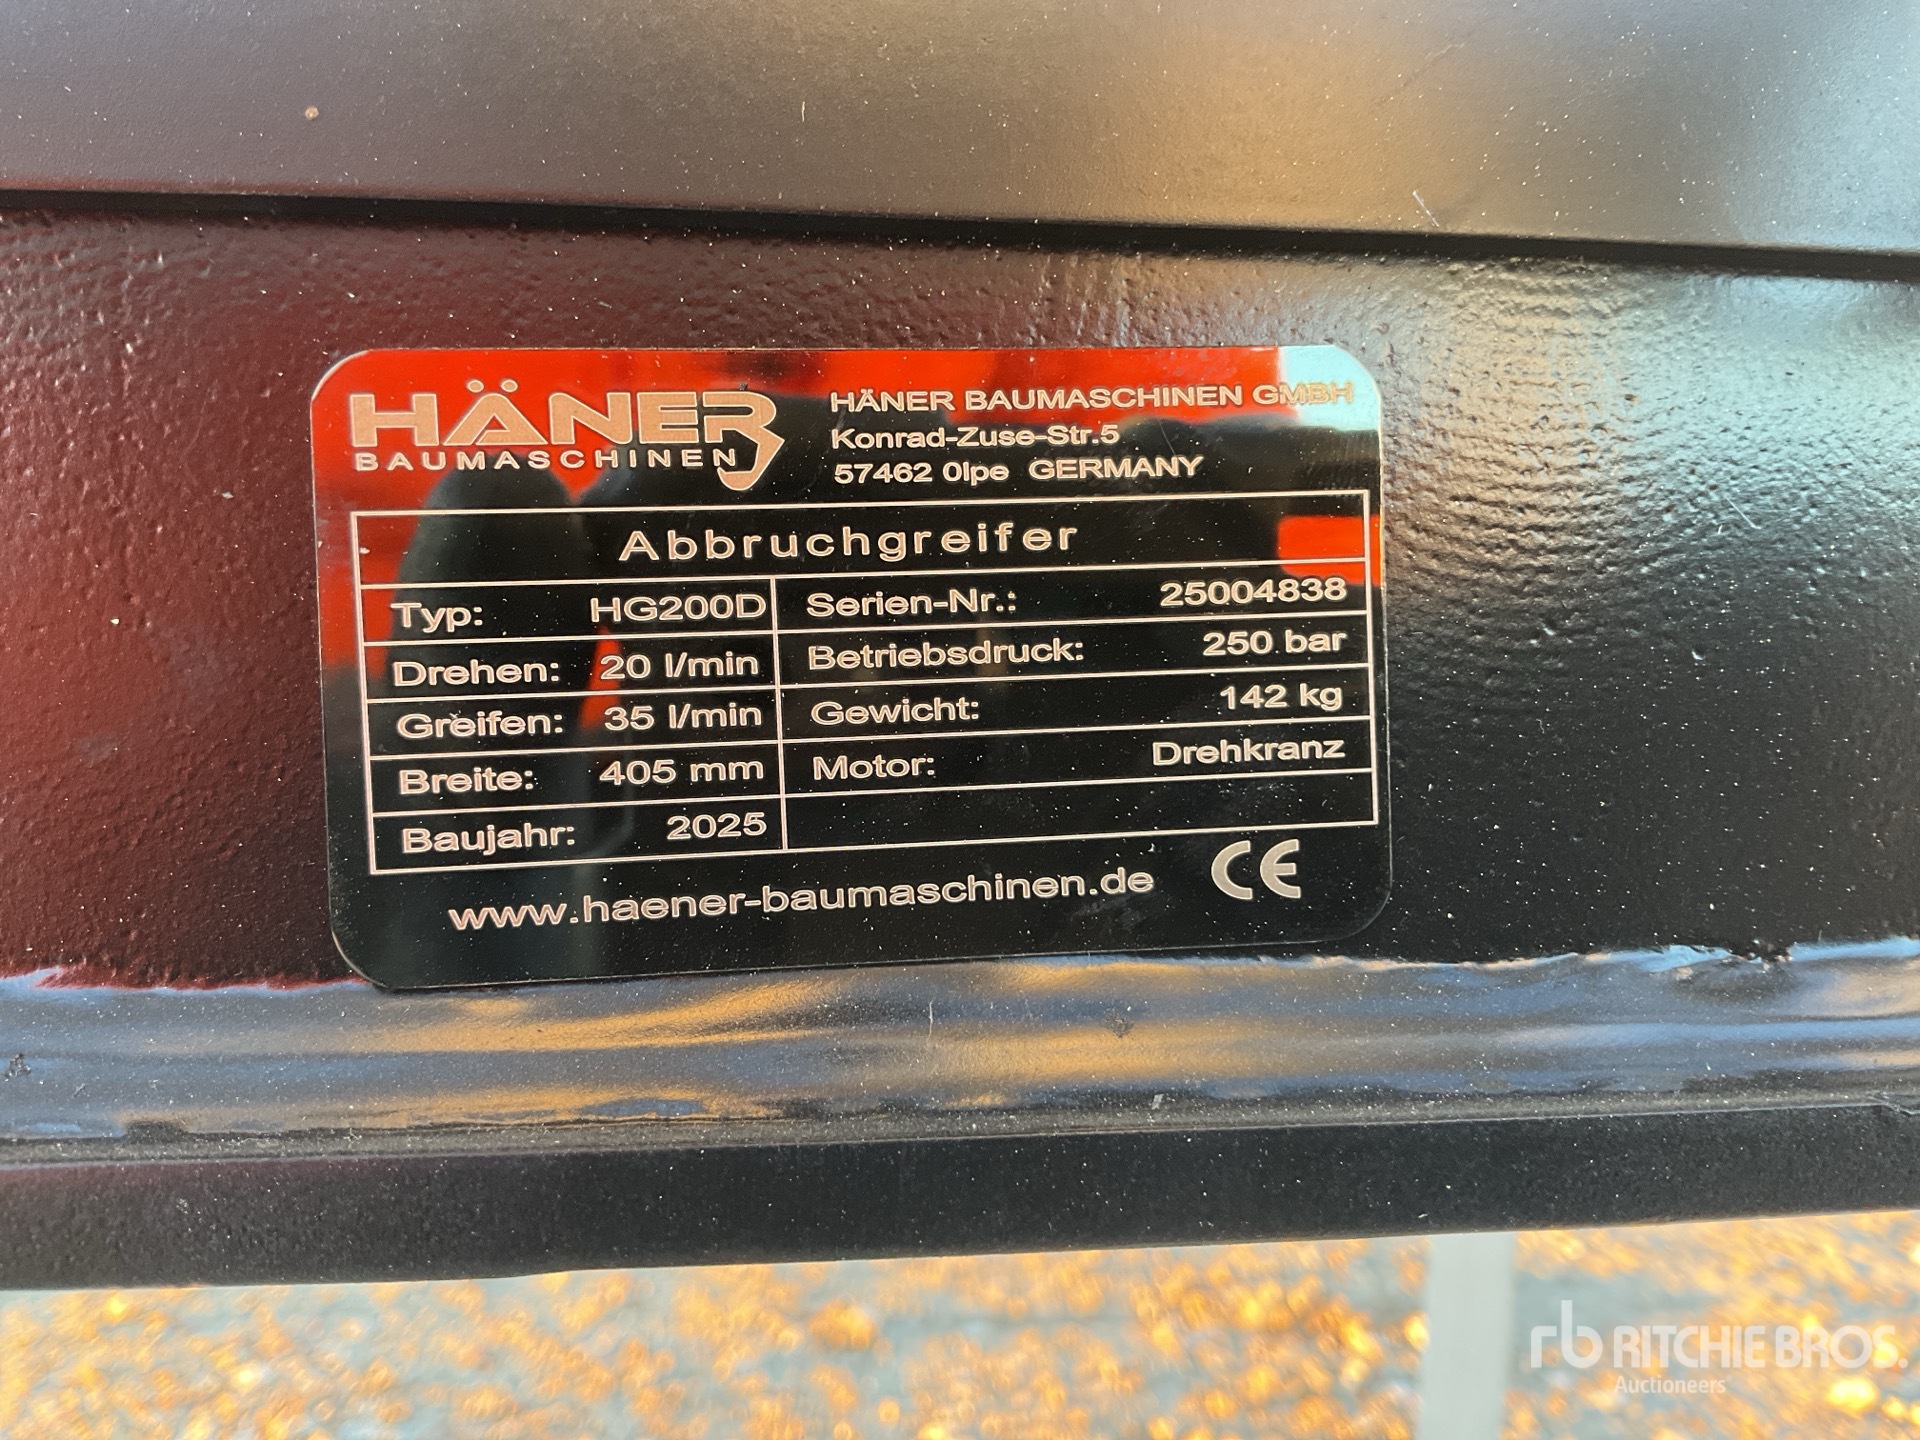 HÄNER
BAUMASCHINEN
HÄNER BAUMASCHINEN GMBH
Konrad-Zuse-Str.5
57462 Olpe GERMANY
Abbruchgreifer
Typ: HG200D Serien-Nr.: 25004838
Drehen: 20 l/min Betriebsdruck: 250 bar
Greifen: 35 l/min Gewicht: 142 kg
Breite: 405 mm Motor: Drehkranz
Baujahr: 2025
www.haener-baumaschinen.de CE
rb RITCHIE BROS.
Auctioneers